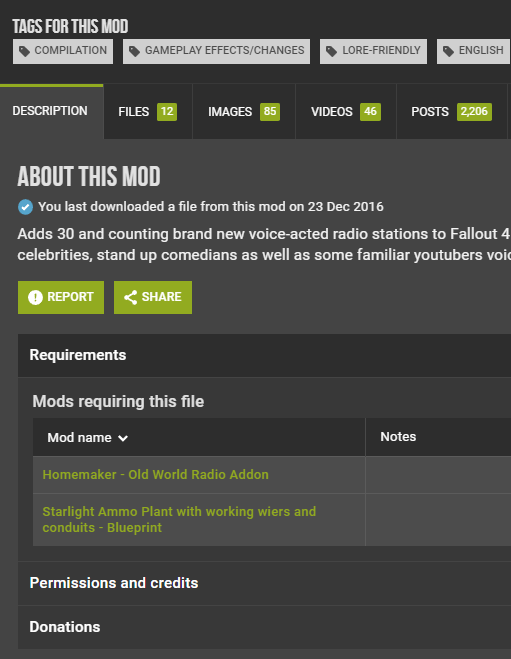 TAGS FOR THIS MOD
COMPILATION GAMEPLAY EFFECTS/CHANGES LORE-FRIENDLY ENGLISH
DESCRIPTION FILES 12 IMAGES 85 VIDEOS 46 POSTS 2,206
ABOUT THIS MOD
You last downloaded a file from this mod on 23 Dec 2016
Adds 30 and counting brand new voice-acted radio stations to Fallout 4
celebrities, stand up comedians as well as some familiar youtubers
REPORT SHARE
Requirements
Mods requiring this file
Mod name Notes
Homemaker - Old World Radio Addon
Starlight Ammo Plant with working wiers and
conduits - Blueprint
Permissions and credits
Donations